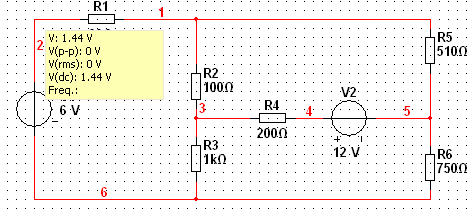 R1
1
2
V: 1.44 V
V(p-p): 0 V
V(rms): 0 V
V(dc): 1.44 V
Freq.:
6 V
R2
100Ω
3
R3
1kΩ
R4
200Ω
4
V2
12 V
5
R5
510Ω
R6
750Ω
6